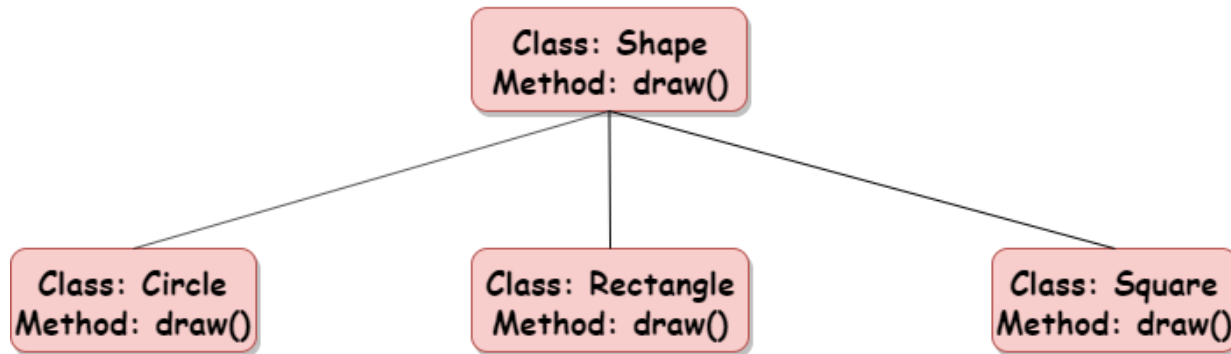 Class: Shape
Method: draw()
Class: Circle
Method: draw()
Class: Rectangle
Method: draw()
Class: Square
Method: draw()